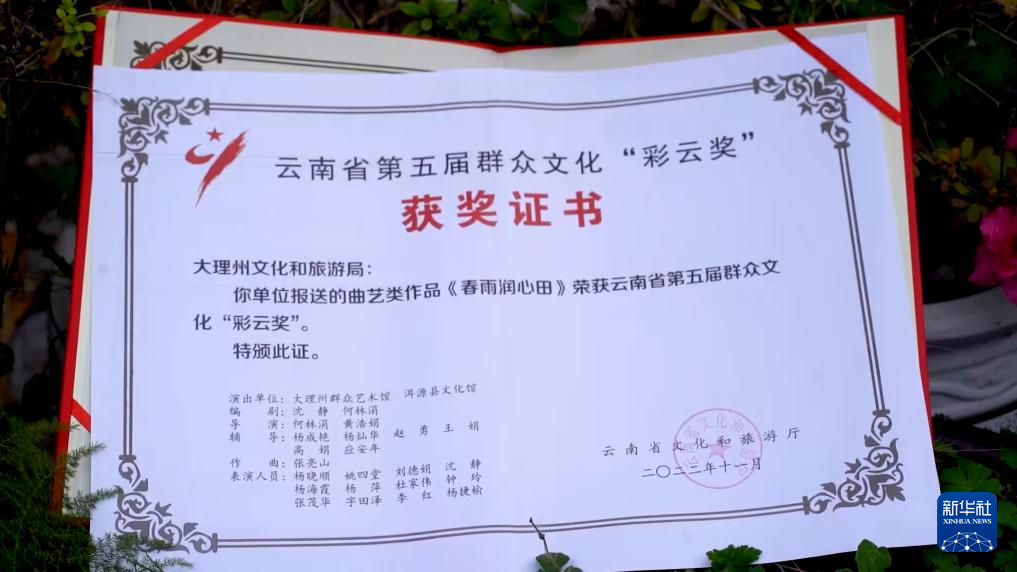 云南省第五届群众文化“彩云奖”
获奖证书
大理州文化和旅游局：
你单位报送的曲艺类作品《春雨润心田》荣获云南省第五届群众文
化“彩云奖”。
特颁此证。
演出单位：大理州群众艺术馆 洱源县文化馆
编 剧：沈 静 何林涓
导 演：何林涓 黄浩娟
辅 导：杨成艳 杨灿华 赵 勇 王 娟
高 娟 应安年
作 曲：张亮山
表演人员：杨晓顺 姚四堂 刘德娟 沈 静
杨海霞 杨 萍 杜家伟 钟 玲
张茂华 字田泽 李 红 杨捷榆
云南省文化和旅游厅
二〇二三年十一月
新华社
XINHUA NEWS